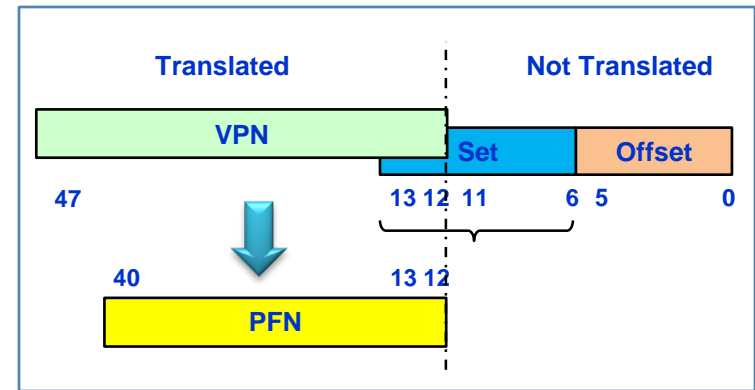 Translated Not Translated
VPN
Set Offset
47 13 12 11 6 5 0
40 13 12
PFN